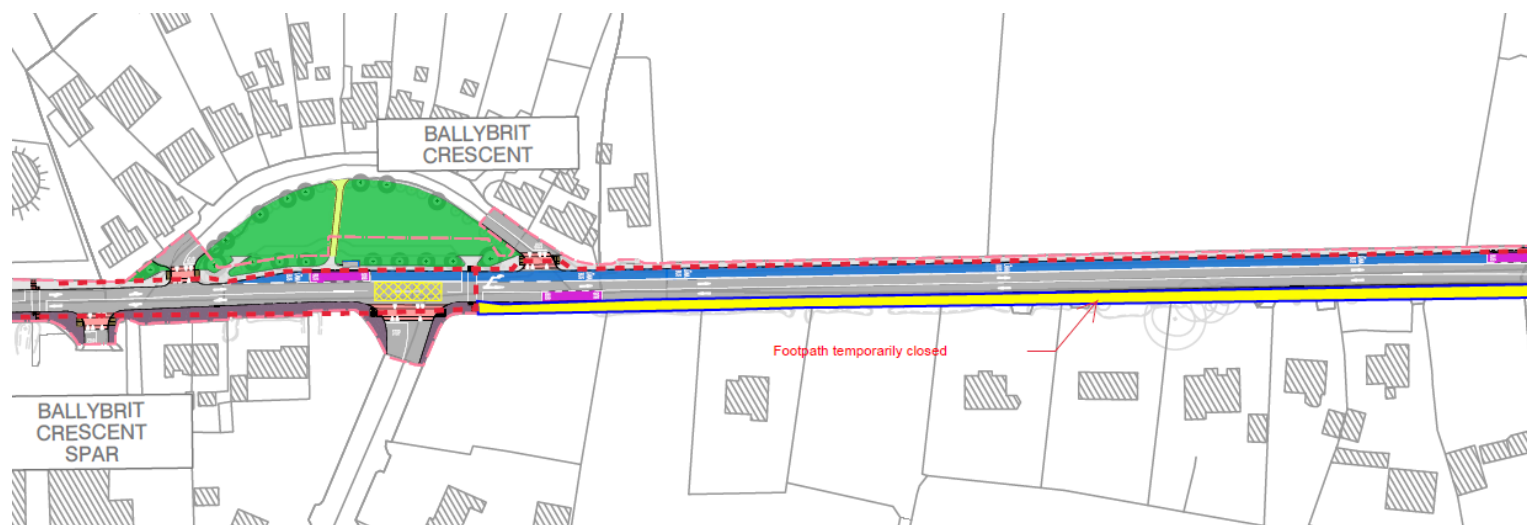 BALLYBRIT
CRESCENT
Footpath temporarily closed
BALLYBRIT
CRESCENT
SPAR